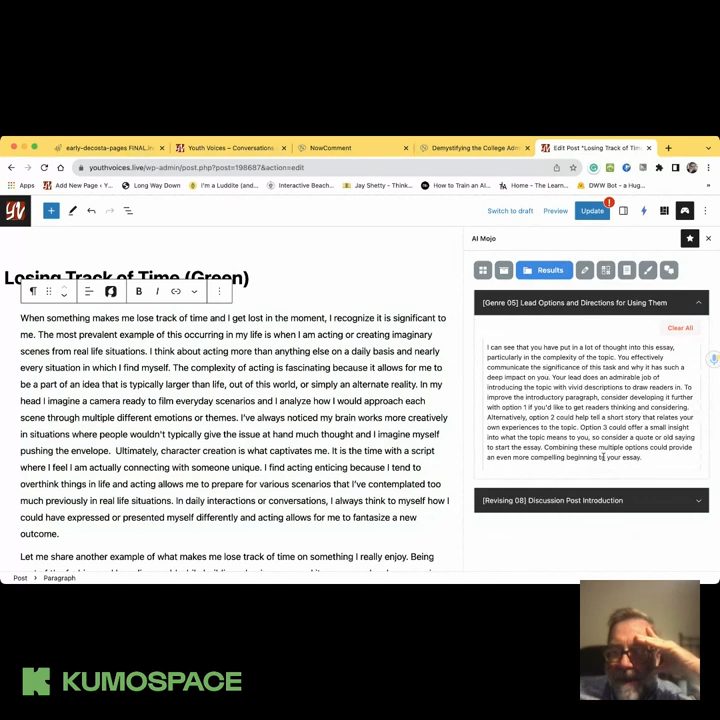 early-decosta-pages FINAL.in
Youth Voices – Conversations
NowComment
Demystifying the College Adm
Edit Post "Losing Track of Tim
youthvoices.live/wp-admin/post.php?post=198687&action=edit
Apps
Add New Page ‹ Y
Long Way Down
I'm a Luddite (and
Interactive Beach...
Jay Shetty - Think...
How to Train an AI...
Home - The Learn...
DWW Bot - a Hug...
Switch to draft
Preview
Update
AI Mojo
Results
Losing Track of Time (Green)
B I
When something makes me lose track of time and I get lost in the moment, I recognize it is significant to
me. The most prevalent example of this occurring in my life is when I am acting or creating imaginary
scenes from real life situations. I think about acting more than anything else on a daily basis and nearly
every situation in which I find myself. The complexity of acting is fascinating because it allows for me to
be a part of an idea that is typically larger than life, out of this world, or simply an alternate reality. In my
head I imagine a camera ready to film everyday scenarios and I analyze how I would approach each
scene through multiple different emotions or themes. I've always noticed my brain works more creatively
in situations where people wouldn't typically give the issue at hand much thought and I imagine myself
pushing the envelope. Ultimately, character creation is what captivates me. It is the time with a script
where I feel I am actually connecting with someone unique. I find acting enticing because I tend to
overthink things in life and acting allows me to prepare for various scenarios that I've contemplated too
much previously in real life situations. In daily interactions or conversations, I always think to myself how I
could have expressed or presented myself differently and acting allows for me to fantasize a new
outcome.
Let me share another example of what makes me lose track of time on something I really enjoy. Being
[Genre 05] Lead Options and Directions for Using Them
Clear All
I can see that you have put in a lot of thought into this essay,
particularly in the complexity of the topic. You effectively
communicate the significance of this task and why it has such a
deep impact on you. Your lead does an admirable job of
introducing the topic with vivid descriptions to draw readers in. To
improve the introductory paragraph, consider developing it further
with option 1 if you'd like to get readers thinking and considering.
Alternatively, option 2 could help tell a short story that relates your
own experiences to the topic. Option 3 could offer a small insight
into what the topic means to you, so consider a quote or old saying
to start the essay. Combining these multiple options could provide
an even more compelling beginning to your essay.
[Revising 08] Discussion Post Introduction
Post
Paragraph
KUMOSPACE